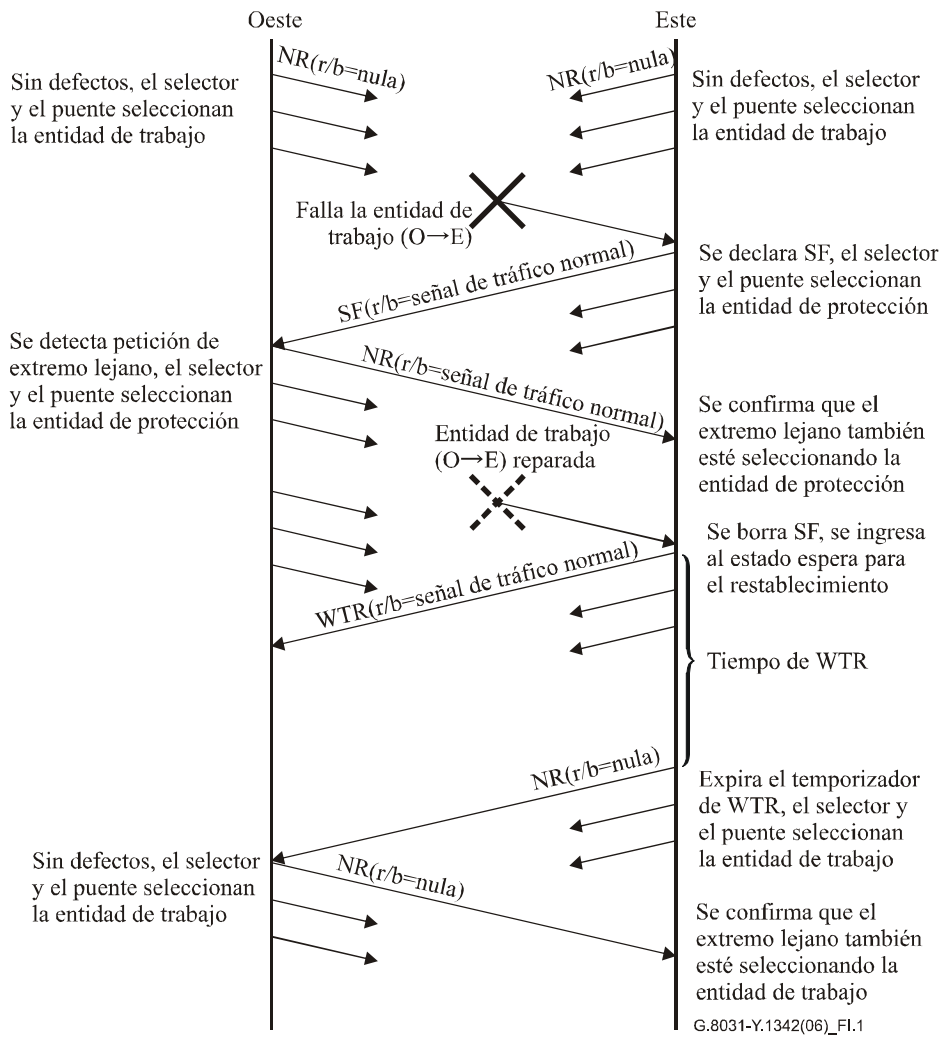 Oeste
Este
NR(r/b=nula)
NR(r/b=nula)
Sin defectos, el selector
y el puente seleccionan
la entidad de trabajo
Sin defectos, el selector
y el puente seleccionan
la entidad de trabajo
Falla la entidad de
trabajo (O→E)
Se declara SF, el selector
y el puente seleccionan
la entidad de protección
SF(r/b=señal de tráfico normal)
Se detecta petición de
extremo lejano, el selector
y el puente seleccionan
la entidad de protección
NR(r/b=señal de tráfico normal)
Se confirma que el
extremo lejano también
esté seleccionando la
entidad de protección
Entidad de trabajo
(O→E) reparada
Se borra SF, se ingresa
al estado espera para
el restablecimiento
WTR(r/b=señal de tráfico normal)
Tiempo de WTR
NR(r/b=nula)
Expira el temporizador
de WTR, el selector y
el puente seleccionan
la entidad de trabajo
Sin defectos, el selector
y el puente seleccionan
la entidad de trabajo
NR(r/b=nula)
Se confirma que el
extremo lejano también
esté seleccionando la
entidad de trabajo
G.8031-Y.1342(06)_FI.1